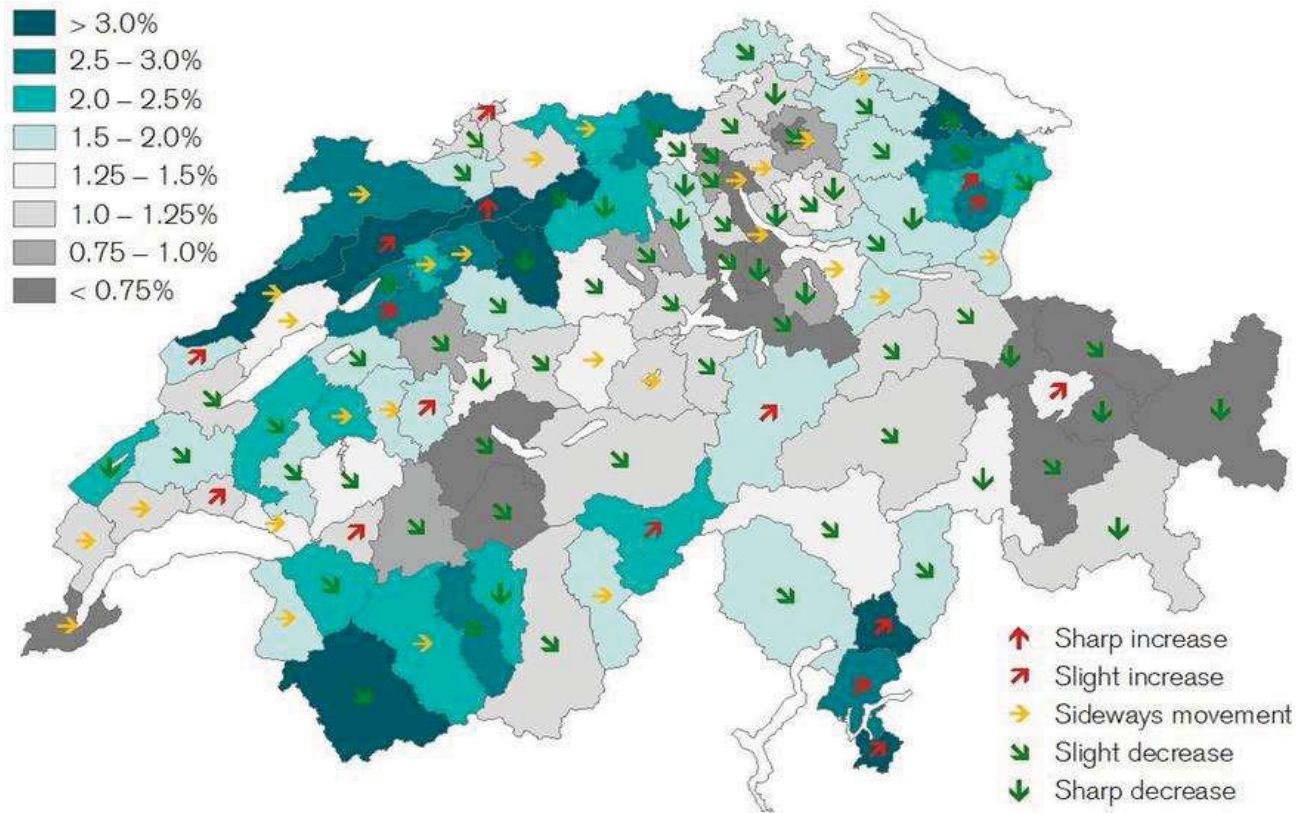 > 3.0%
2.5 – 3.0%
2.0 – 2.5%
1.5 – 2.0%
1.25 – 1.5%
1.0 – 1.25%
0.75 – 1.0%
< 0.75%
Sharp increase
Slight increase
Sideways movement
Slight decrease
Sharp decrease